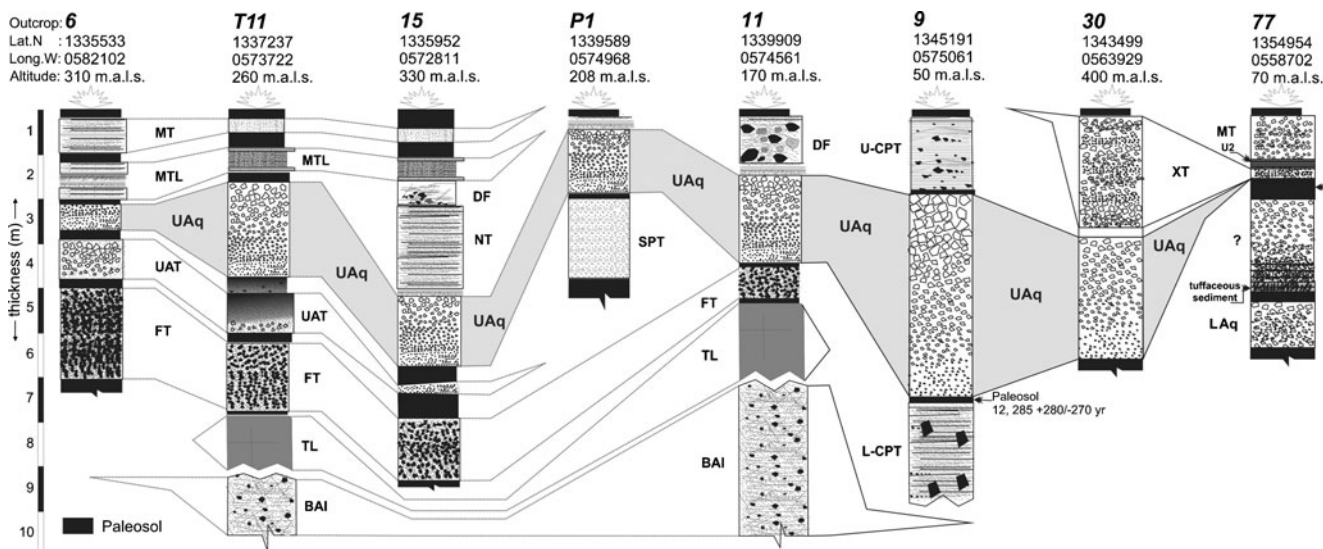 Outcrop: 6 T11 15 P1 11 9 30 77
Lat.N : 1335533 1337237 1335952 1339589 1339909 1345191 1343499 1354954
Long.W: 0582102 0573722 0572811 0574968 0574561 0575061 0563929 0558702
Altitude: 310 m.a.l.s. 260 m.a.l.s. 330 m.a.l.s. 208 m.a.l.s. 170 m.a.l.s. 50 m.a.l.s. 400 m.a.l.s. 70 m.a.l.s.
thickness (m)
1
2
3
4
5
6
7
8
9
10
MT
MTL
UAq
UAT
FT
MTL
UAT
FT
TL
BAI
DF
NT
UAq
UAq
SPT
UAq
DF
FT
TL
BAI
UAq
U-CPT
L-CPT
UAq
Paleosol
12, 285 +280/-270 yr
XT
UAq
MT
U2
?
tuffaceous
sediment
LAq
Paleosol